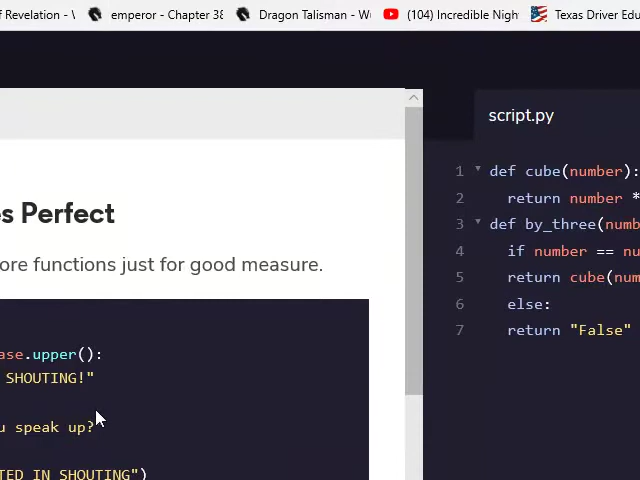 f Revelation - \ emperor - Chapter 38 Dragon Talisman - W (104) Incredible Nigh Texas Driver Edu
script.py
s Perfect
ore functions just for good measure.
ase.upper():
SHOUTING!"
u speak up?"
TED IN SHOUTING")
1 def cube(number):
2 return number *
3 def by_three(numb
4 if number == nu
5 return cube(num
6 else:
7 return "False"